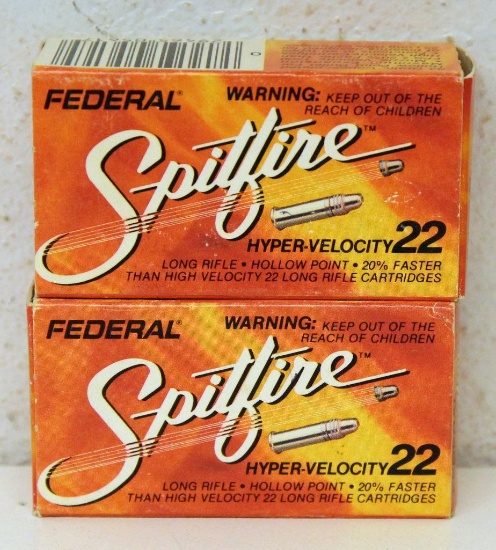 FEDERAL®
WARNING: KEEP OUT OF THE
REACH OF CHILDREN
Spitfire™
HYPER-VELOCITY 22
LONG RIFLE • HOLLOW POINT • 20% FASTER
THAN HIGH VELOCITY 22 LONG RIFLE CARTRIDGES
FEDERAL®
WARNING: KEEP OUT OF THE
REACH OF CHILDREN
Spitfire™
HYPER-VELOCITY 22
LONG RIFLE • HOLLOW POINT • 20% FASTER
THAN HIGH VELOCITY 22 LONG RIFLE CARTRIDGES